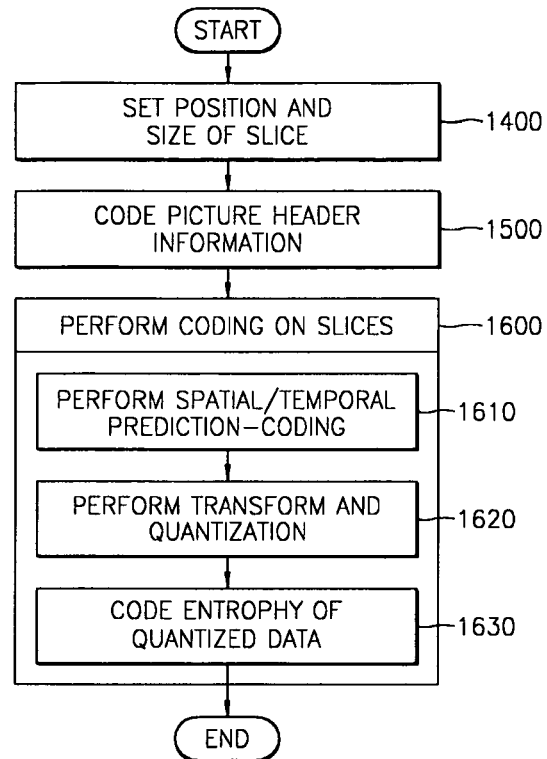 START
SET POSITION AND
SIZE OF SLICE
1400
CODE PICTURE HEADER
INFORMATION
1500
PERFORM CODING ON SLICES
1600
PERFORM SPATIAL/TEMPORAL
PREDICTION-CODING
1610
PERFORM TRANSFORM AND
QUANTIZATION
1620
CODE ENTROPHY OF
QUANTIZED DATA
1630
END